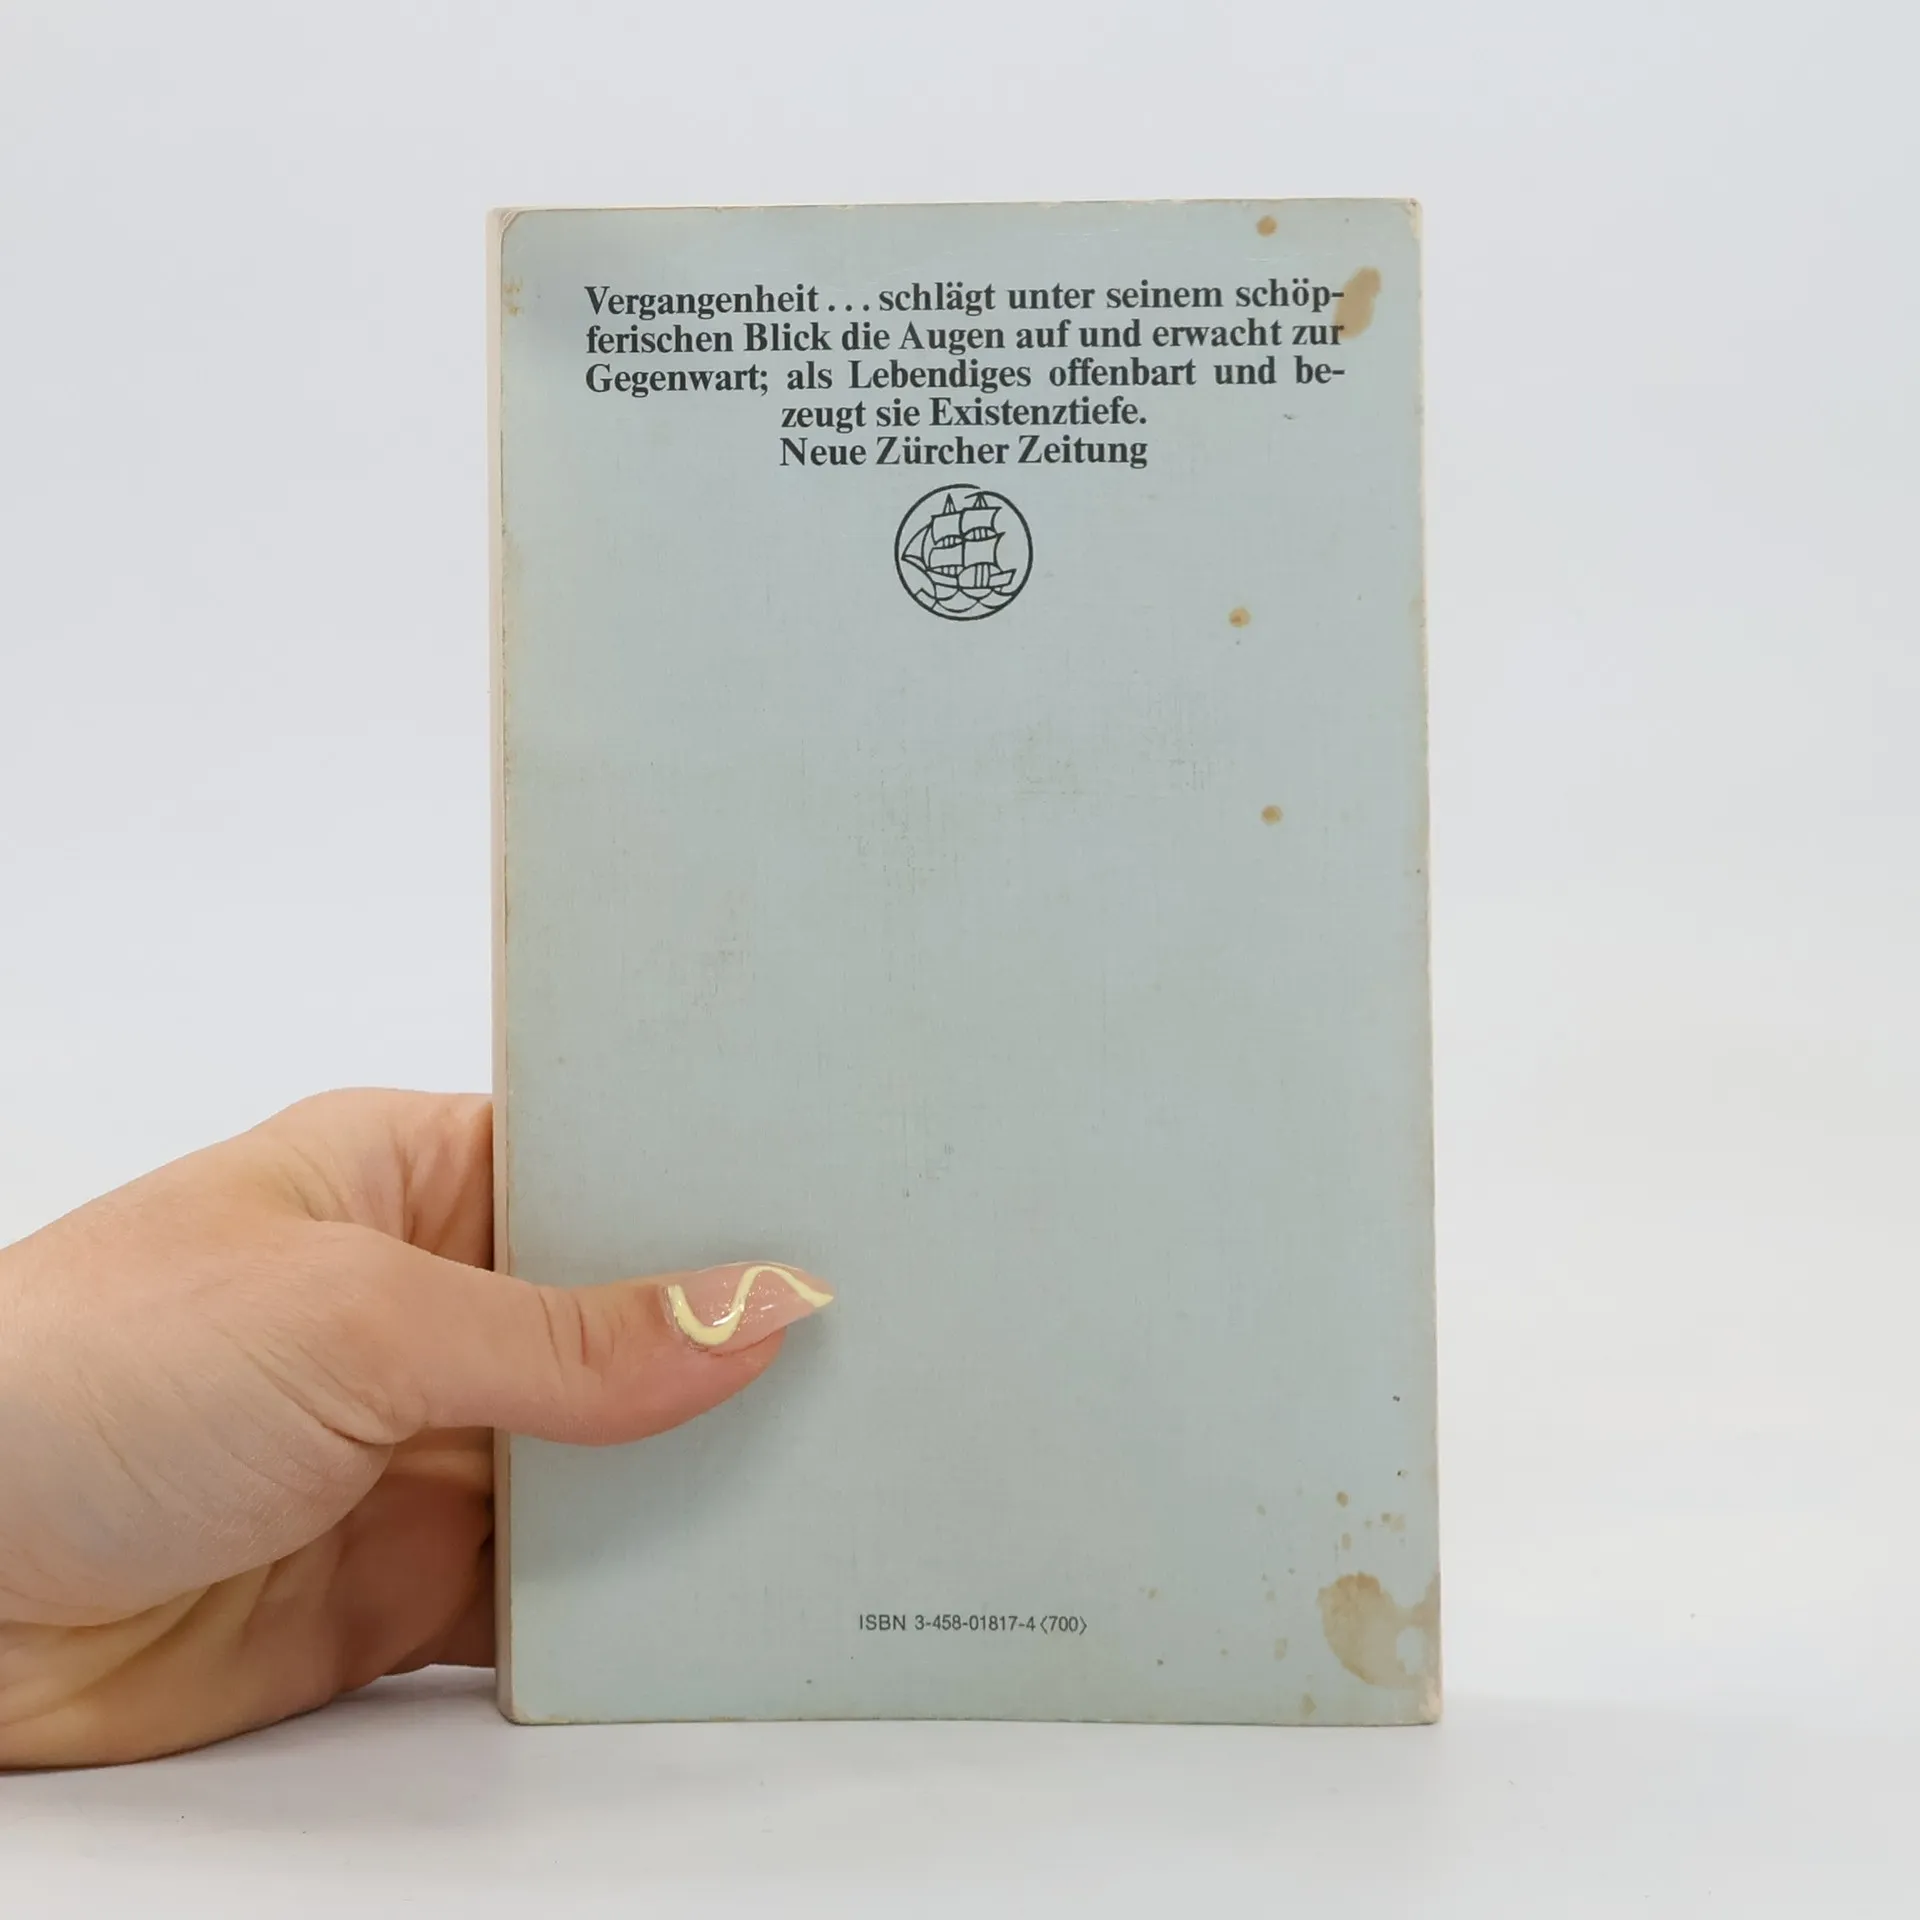 Vergangenheit... schlägt unter seinem schöp-
ferischen Blick die Augen auf und erwacht zur
Gegenwart; als Lebendiges offenbart und be-
zeugt sie Existenztiefe.
Neue Zürcher Zeitung
ISBN 3-458-01817-4⟨700⟩